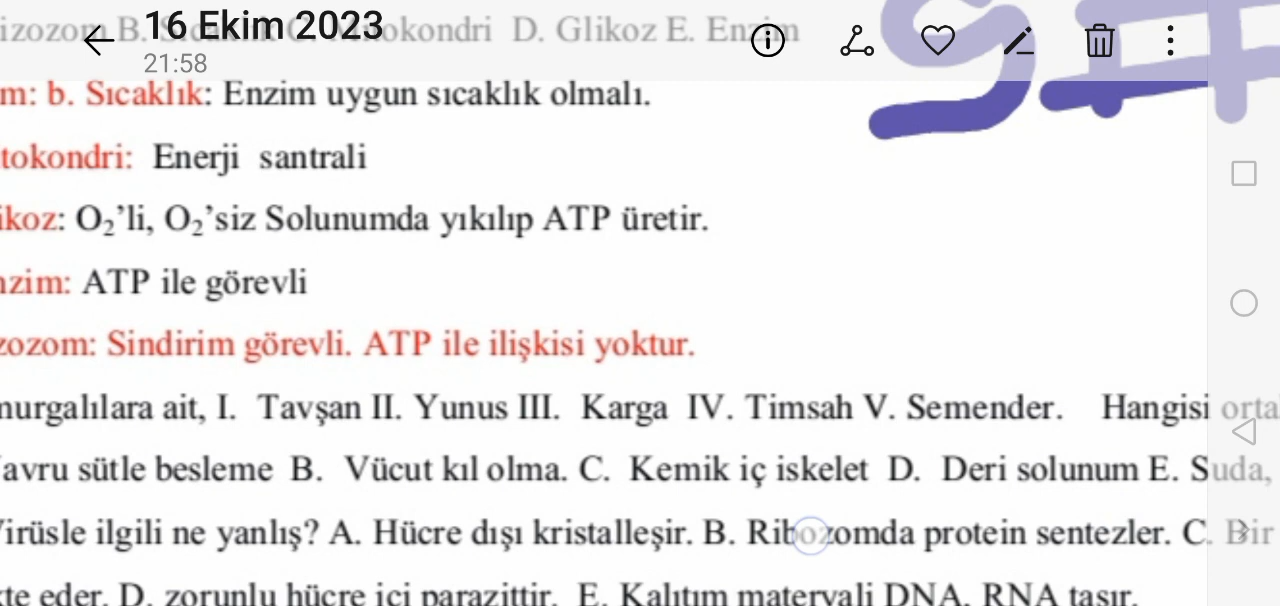 izozom B. Sıcaklık C. Mitokondri D. Glikoz E. Enzim
16 Ekim 2023
21:58
m: b. Sıcaklık: Enzim uygun sıcaklık olmalı.
tokondri: Enerji santrali
ikoz: O₂'li, O₂'siz Solunumda yıkılıp ATP üretir.
nzim: ATP ile görevli
zozom: Sindirim görevli. ATP ile ilişkisi yoktur.
nurgalılara ait, I. Tavşan II. Yunus III. Karga IV. Timsah V. Semender. Hangisi orta
avru sütle besleme B. Vücut kıl olma. C. Kemik iç iskelet D. Deri solunum E. Suda,
irüsle ilgili ne yanlış? A. Hücre dışı kristalleşir. B. Ribozomda protein sentezler. C. Bir
kte eder. D. zorunlu hücre içi parazittir. E. Kalıtım materyali DNA, RNA taşır.